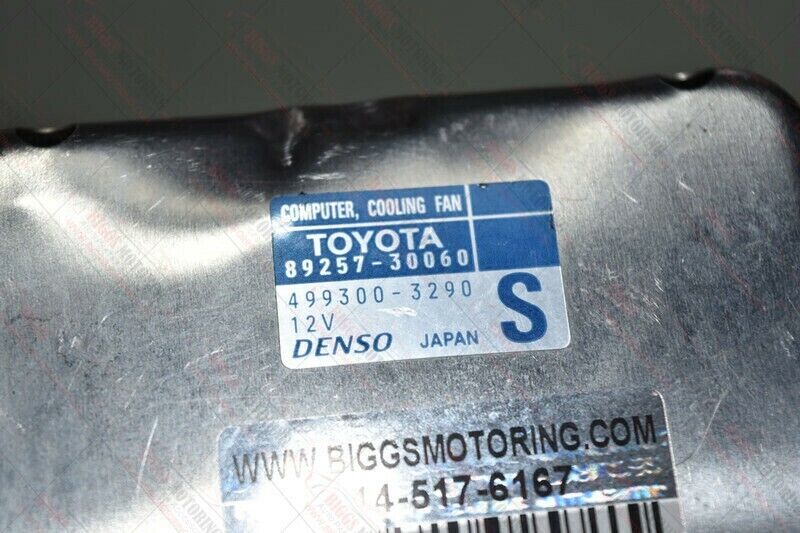 COMPUTER, COOLING FAN
TOYOTA
89257-30060
499300-3290
12V
S
DENSO JAPAN
WWW.BIGGSMOTORING.COM
14-517-6167